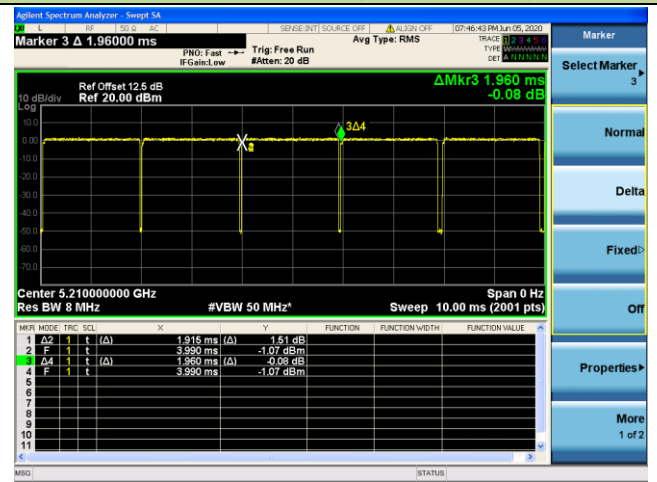 Agilent Spectrum Analyzer - Swept SA
L RF 50 Ω AC SENSE:INT SOURCE OFF ALIGN OFF 07:46:43 PM Jun 05, 2020
Marker 3 Δ 1.96000 ms
PNO: Fast Trig: Free Run Avg Type: RMS TRACE 1 2 3 4 5 6
TYPE
IFGain:Low #Atten: 20 dB DET A N N N N N
ΔMkr3 1.960 ms
-0.08 dB
Ref Offset 12.5 dB
10 dB/div Ref 20.00 dBm
Log
10.0
0.00
-10.0
-20.0
-30.0
-40.0
-50.0
-60.0
-70.0
3Δ4
Center 5.210000000 GHz Span 0 Hz
Res BW 8 MHz #VBW 50 MHz* Sweep 10.00 ms (2001 pts)
MKR MODE TRC SCL X Y FUNCTION FUNCTION WIDTH FUNCTION VALUE
1 Δ2 1 t (Δ) 1.915 ms (Δ) 1.51 dB
2 F 1 t 3.990 ms -1.07 dBm
3 Δ4 1 t (Δ) 1.960 ms (Δ) -0.08 dB
4 F 1 t 3.990 ms -1.07 dBm
5
6
7
8
9
10
11
MSG STATUS
Marker
Select Marker
3
Normal
Delta
Fixed
Off
Properties
More
1 of 2